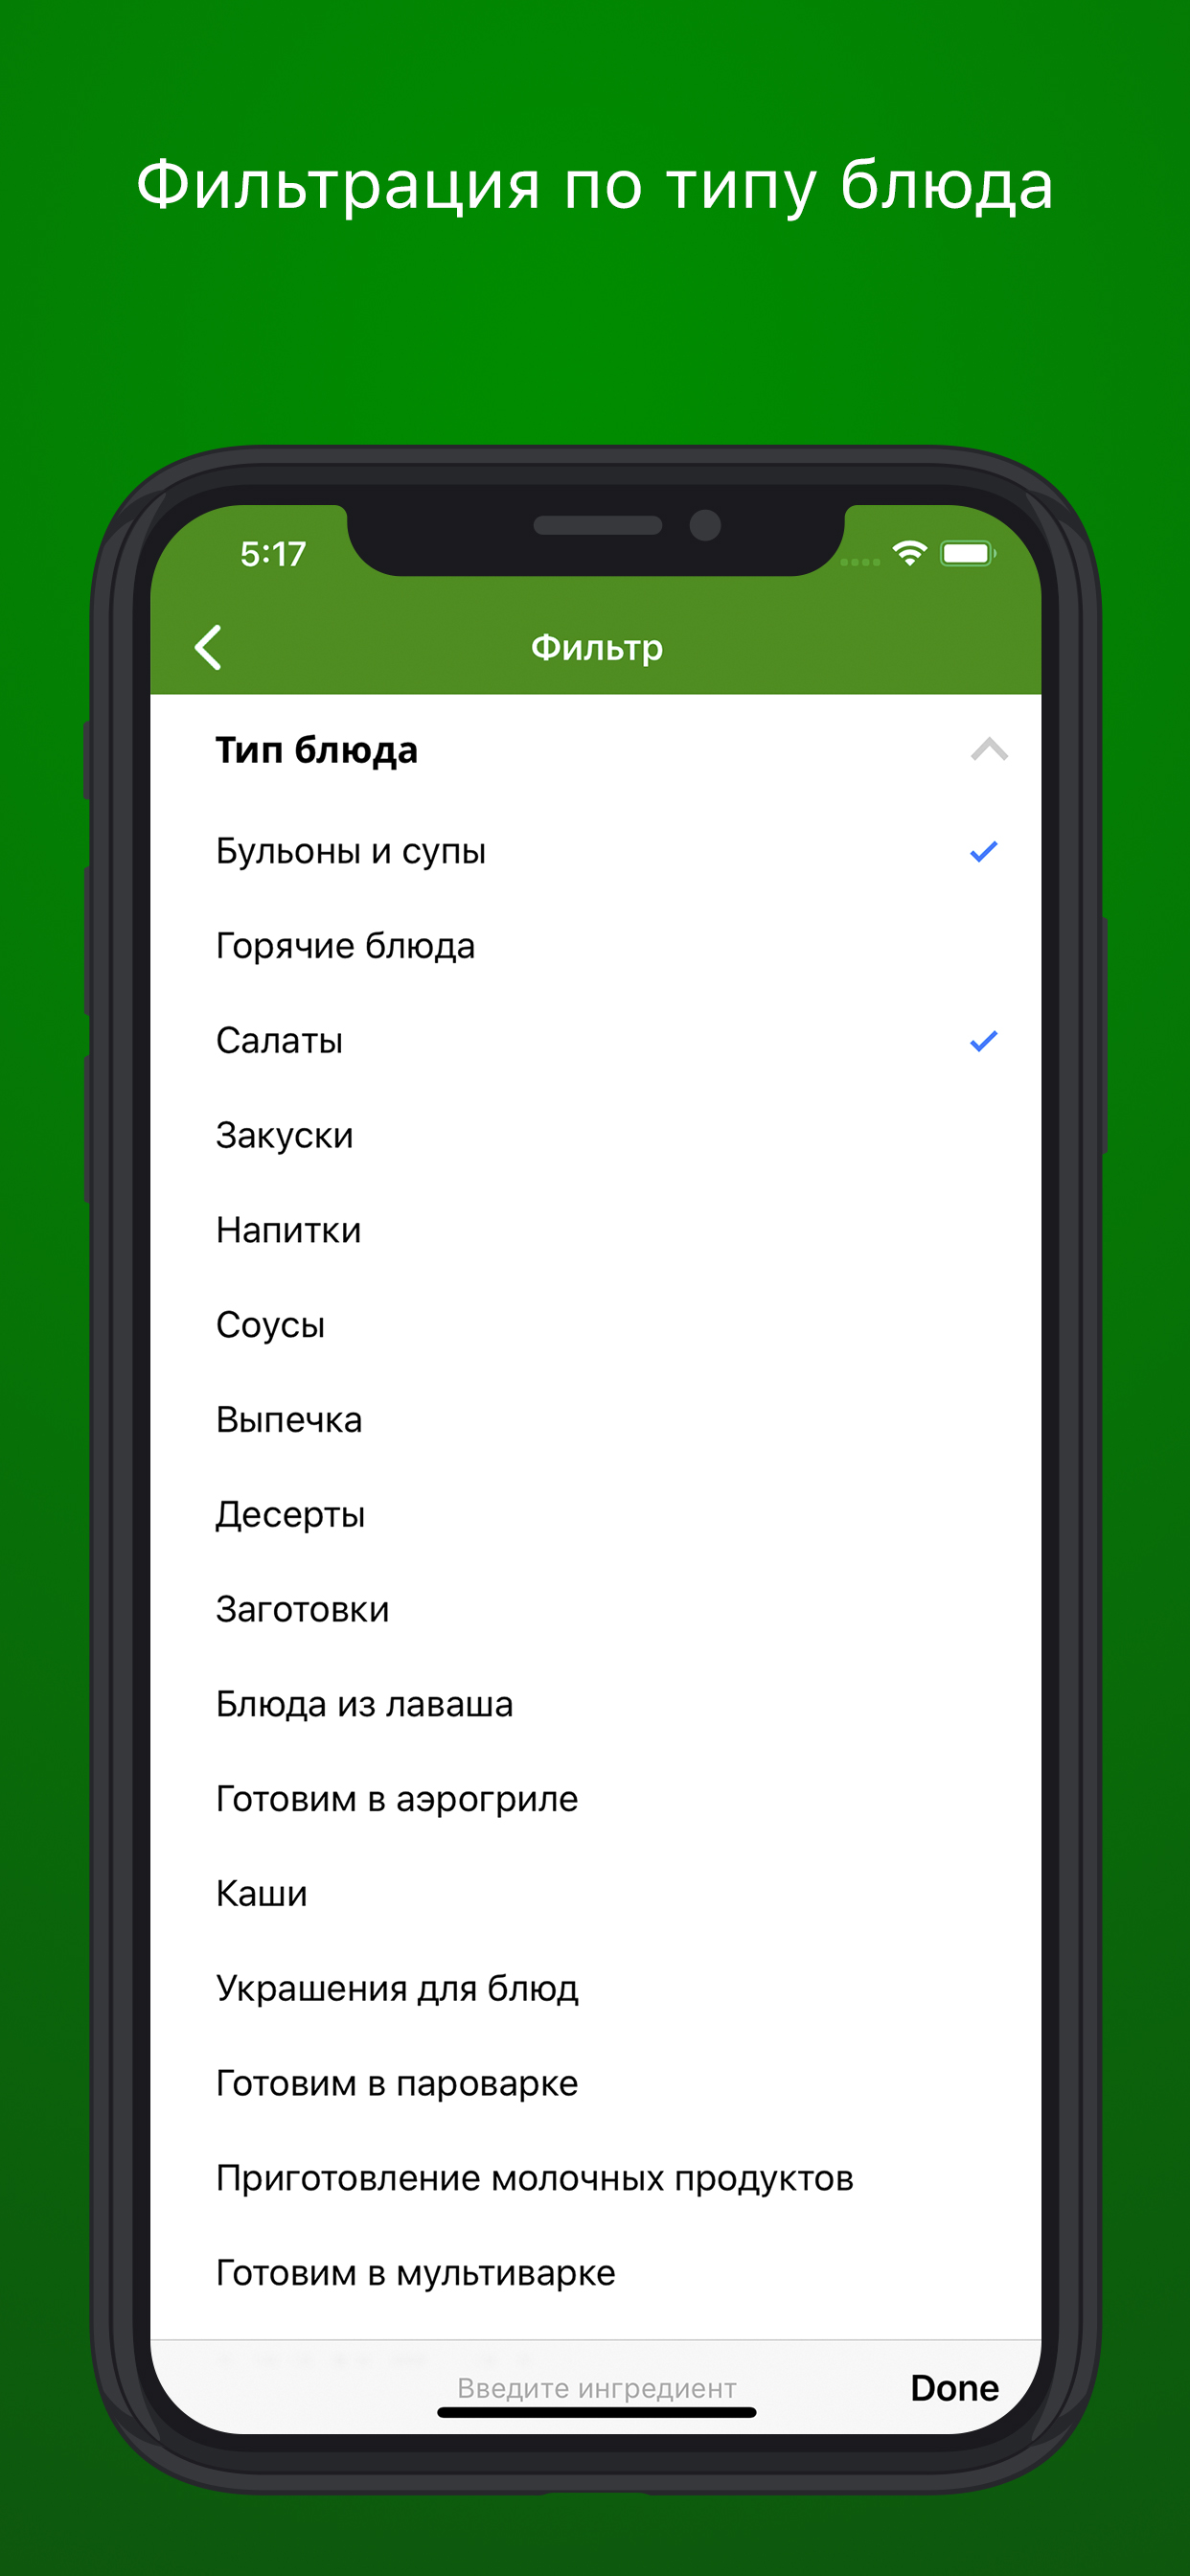 Фильтрация по типу блюда
5:17
Фильтр
Тип блюда
Бульоны и супы
Горячие блюда
Салаты
Закуски
Напитки
Соусы
Выпечка
Десерты
Заготовки
Блюда из лаваша
Готовим в аэрогриле
Каши
Украшения для блюд
Готовим в пароварке
Приготовление молочных продуктов
Готовим в мультиварке
Введите ингредиент
Done